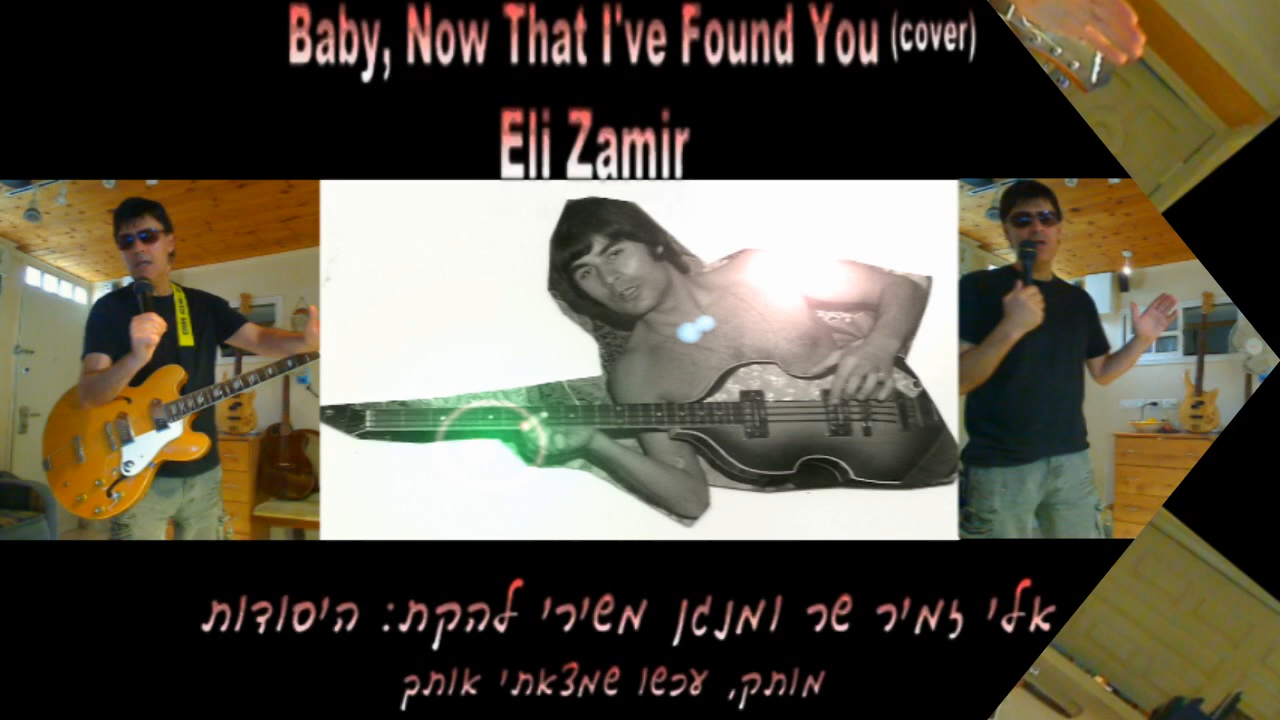 Baby, Now That I've Found You (cover)
Eli Zamir
אלי זמיר שר ומנגן משירי להקת: היסודות
מותק, עכשו שמצאתי אותך